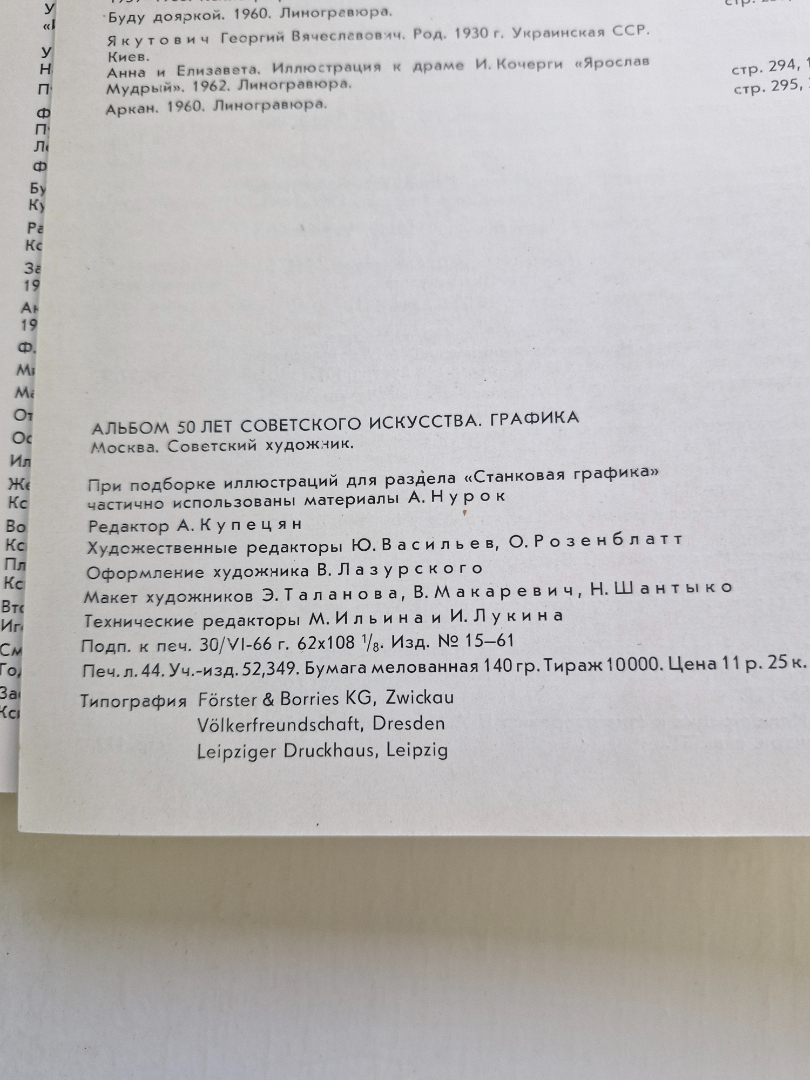 Буду дояркой. 1960. Линогравюра.
Якутович Георгий Вячеславович. Род. 1930 г. Украинская ССР.
Киев.
Анна и Елизавета. Иллюстрация к драме И. Кочерги «Ярослав
Мудрый». 1962. Линогравюра. стр. 294,
Аркан. 1960. Линогравюра. стр. 295,
АЛЬБОМ 50 ЛЕТ СОВЕТСКОГО ИСКУССТВА. ГРАФИКА
Москва. Советский художник.
При подборке иллюстраций для раздела «Станковая графика»
частично использованы материалы А. Нурок
Редактор А. Купецян
Художественные редакторы Ю. Васильев, О. Розенблатт
Оформление художника В. Лазурского
Макет художников Э. Таланова, В. Макаревич, Н. Шантыко
Технические редакторы М. Ильина и И. Лукина
Подп. к печ. 30/VI-66 г. 62х108 ¹/₈. Изд. № 15—61
Печ. л. 44. Уч.-изд. 52,349. Бумага мелованная 140 гр. Тираж 10000. Цена 11 р. 25 к.
Типография Förster & Borries KG, Zwickau
Völkerfreundschaft, Dresden
Leipziger Druckhaus, Leipzig